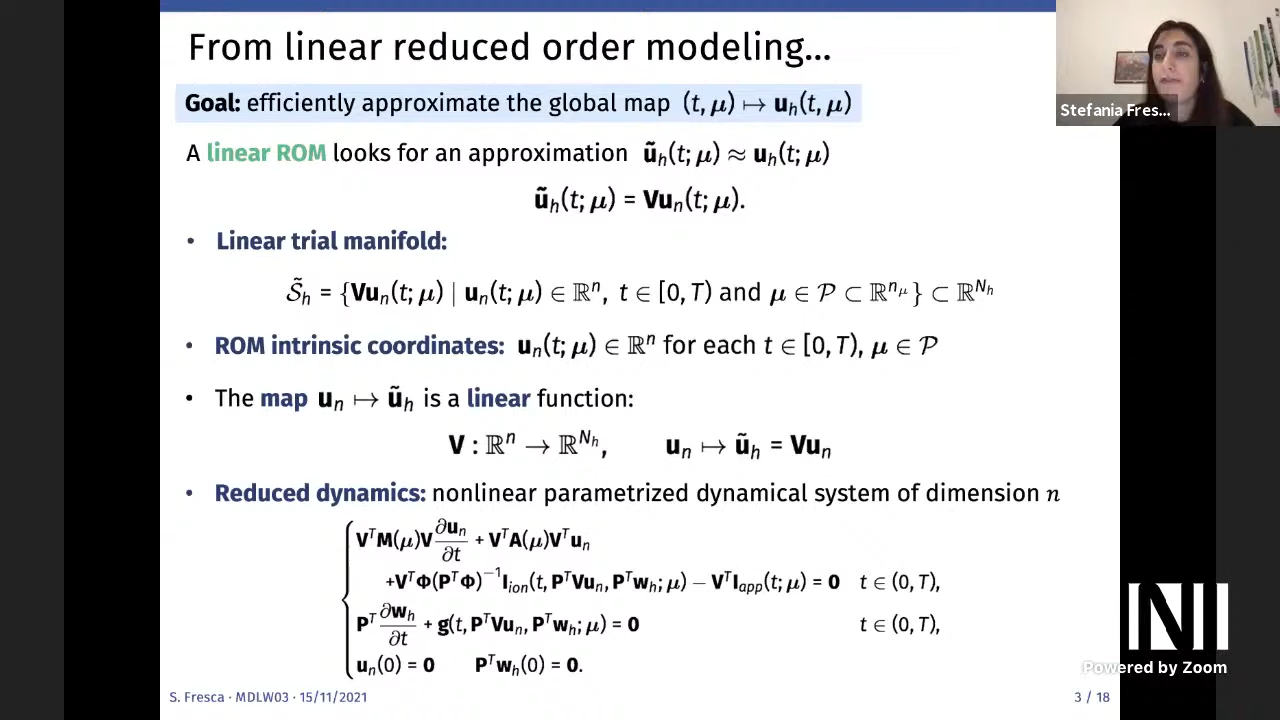 From linear reduced order modeling...
Goal: efficiently approximate the global map (t, μ) ↦ u_h(t, μ)
Stefania Fres...
A linear ROM looks for an approximation ũ_h(t; μ) ≈ u_h(t; μ)
ũ_h(t; μ) = Vu_n(t; μ).
• Linear trial manifold:
S̃_h = {Vu_n(t; μ) | u_n(t; μ) ∈ ℝ^n, t ∈ [0, T) and μ ∈ 𝒫 ⊂ ℝ^{n_μ}} ⊂ ℝ^{N_h}
• ROM intrinsic coordinates: u_n(t; μ) ∈ ℝ^n for each t ∈ [0, T), μ ∈ 𝒫
• The map u_n ↦ ũ_h is a linear function:
V : ℝ^n → ℝ^{N_h}, u_n ↦ ũ_h = Vu_n
• Reduced dynamics: nonlinear parametrized dynamical system of dimension n
V^T M(μ)V ∂u_n/∂t + V^T A(μ)V^T u_n
+V^T Φ(P^T Φ)^{-1} I_ion(t, P^T Vu_n, P^T w_h; μ) − V^T I_app(t; μ) = 0 t ∈ (0, T),
P^T ∂w_h/∂t + g(t, P^T Vu_n, P^T w_h; μ) = 0 t ∈ (0, T),
u_n(0) = 0 P^T w_h(0) = 0.
Powered by Zoom
S. Fresca · MDLW03 · 15/11/2021
3 / 18